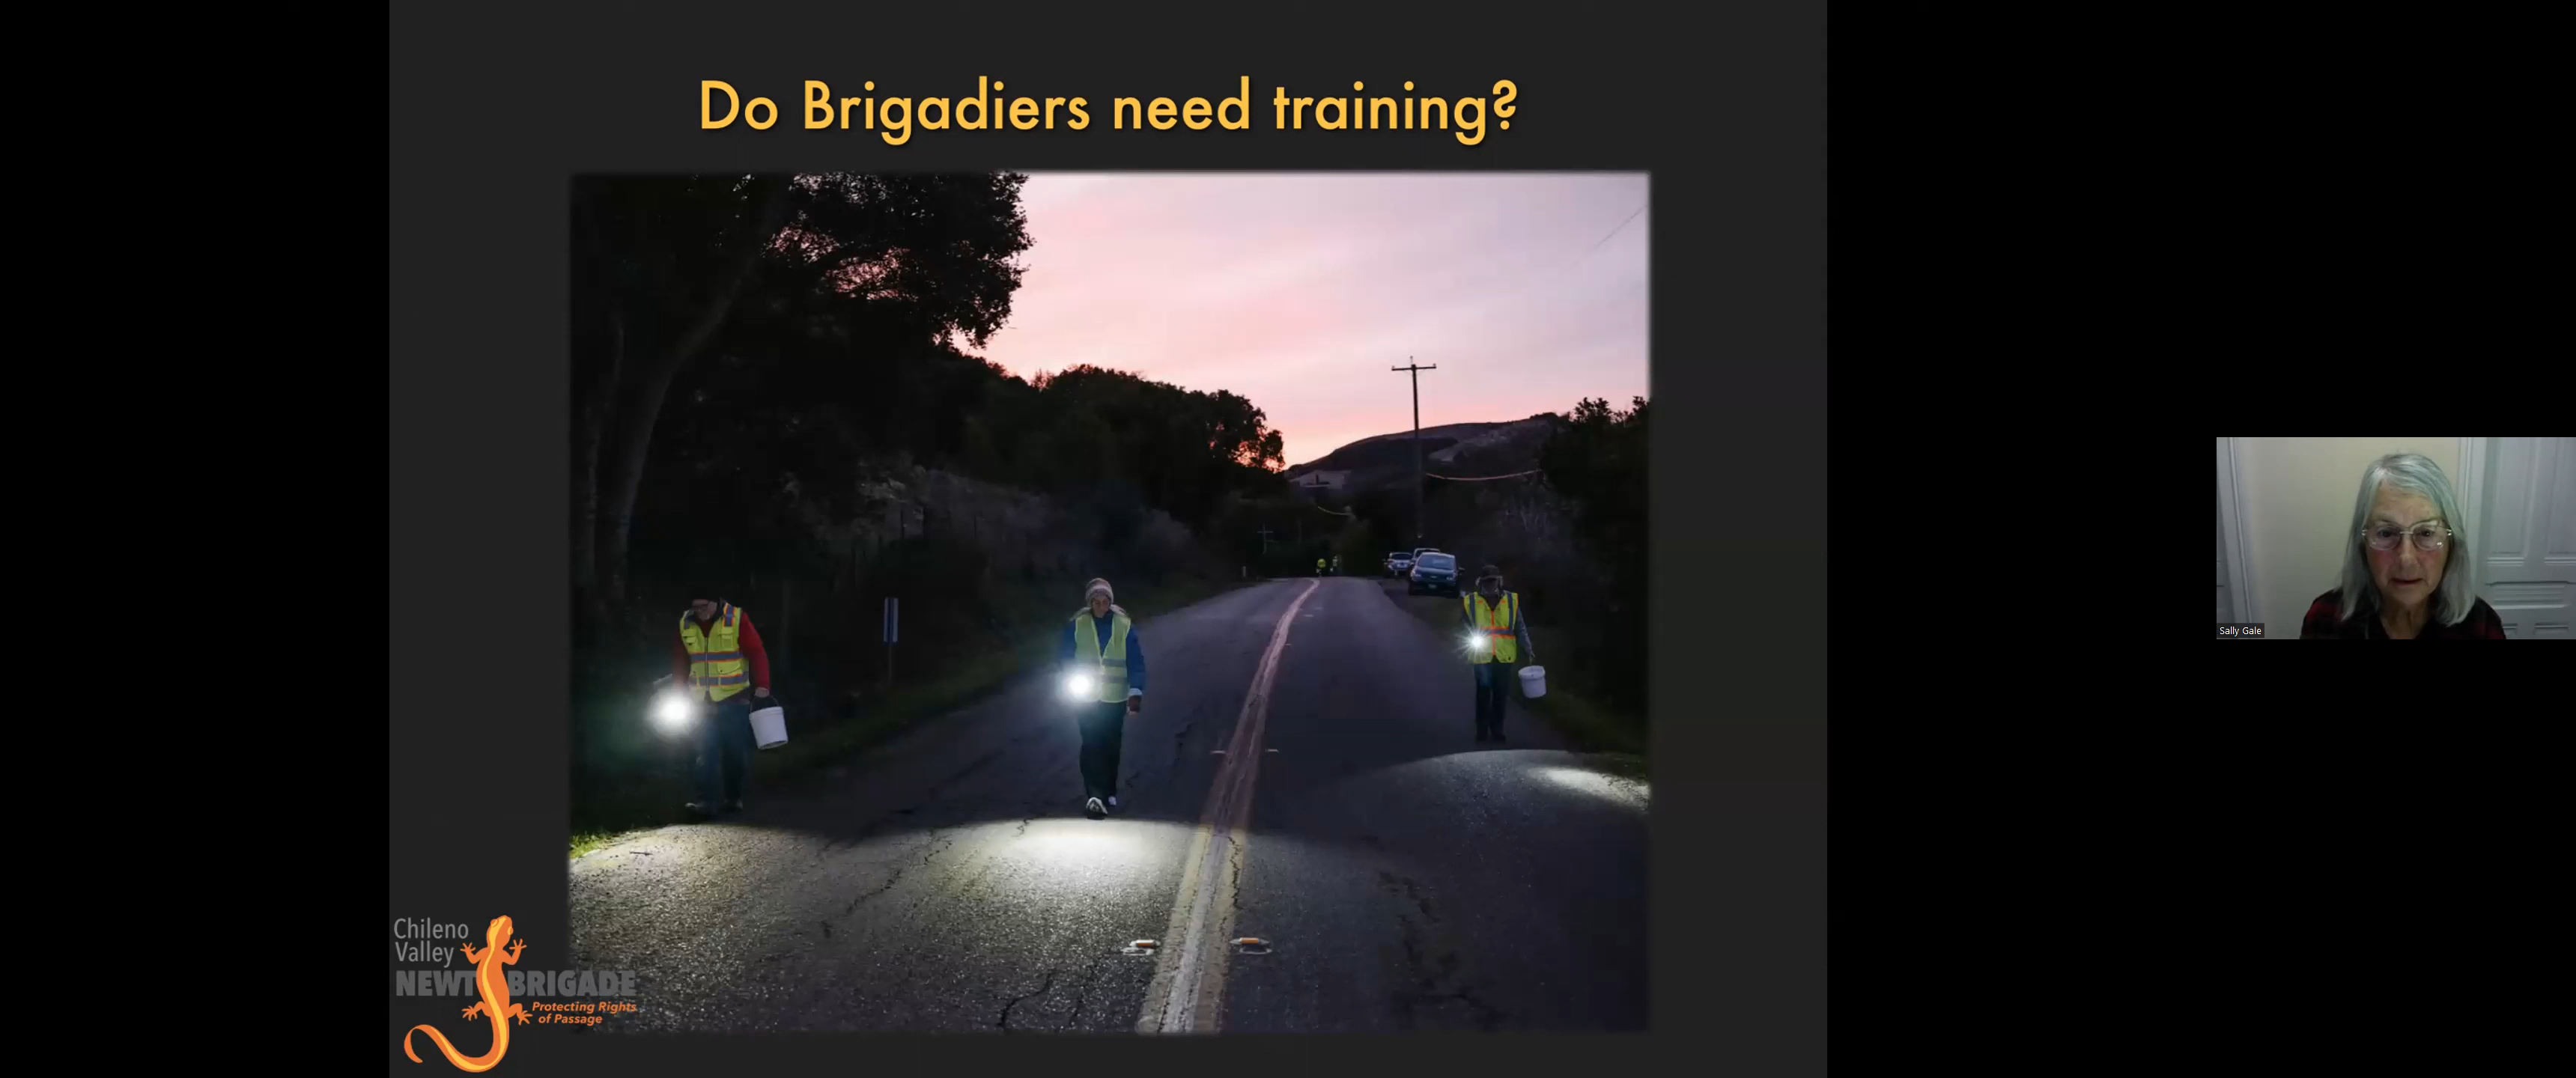 Do Brigadiers need training?
Chileno
Valley
NEWT BRIGADE
Protecting Rights
of Passage
Sally Gale